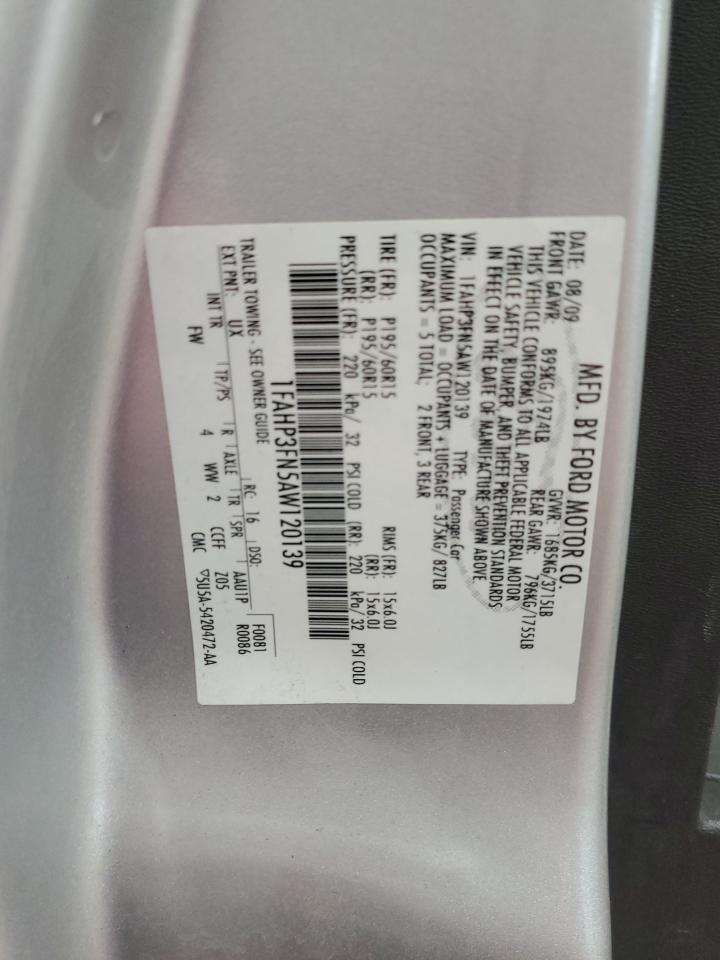 MFD. BY FORD MOTOR CO.
DATE: 08/09 GVWR: 1685KG/3715LB
FRONT GAWR: 895KG/1974LB REAR GAWR: 796KG/1755LB
THIS VEHICLE CONFORMS TO ALL APPLICABLE FEDERAL MOTOR
VEHICLE SAFETY, BUMPER, AND THEFT PREVENTION STANDARDS
IN EFFECT ON THE DATE OF MANUFACTURE SHOWN ABOVE.
VIN: 1FAHP3FN5AW120139 TYPE: Passenger Car
MAXIMUM LOAD = OCCUPANTS + LUGGAGE = 375KG/ 827LB
OCCUPANTS = 5 TOTAL; 2 FRONT, 3 REAR
TIRE (FR): P195/60R15 RIMS (FR): 15x6.0J
(RR): P195/60R15 (RR): 15x6.0J
PRESSURE (FR): 220 kPa/ 32 PSI COLD (RR): 220 kPa/32 PSI COLD
1FAHP3FN5AW120139
TRAILER TOWING - SEE OWNER GUIDE F0081
EXT PNT: UX RC: 16 DSO: R0086
INT TR TP/PS R AXLE TR SPR AAU1P
FW 4 WW 2 CCFF Z05
CMC ▽5U5A-5420472-AA